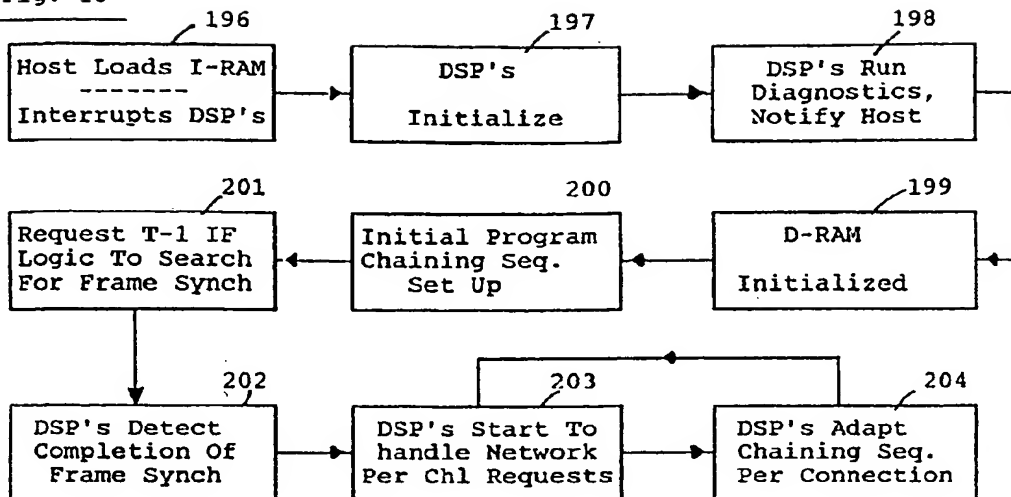 196
Host Loads I-RAM
-------
Interrupts DSP's
197
DSP's
Initialize
198
DSP's Run
Diagnostics,
Notify Host
201
Request T-1 IF
Logic To Search
For Frame Synch
200
Initial Program
Chaining Seq.
Set Up
199
D-RAM
Initialized
202
DSP's Detect
Completion Of
Frame Synch
203
DSP's Start To
handle Network
Per Chl Requests
204
DSP's Adapt
Chaining Seq.
Per Connection